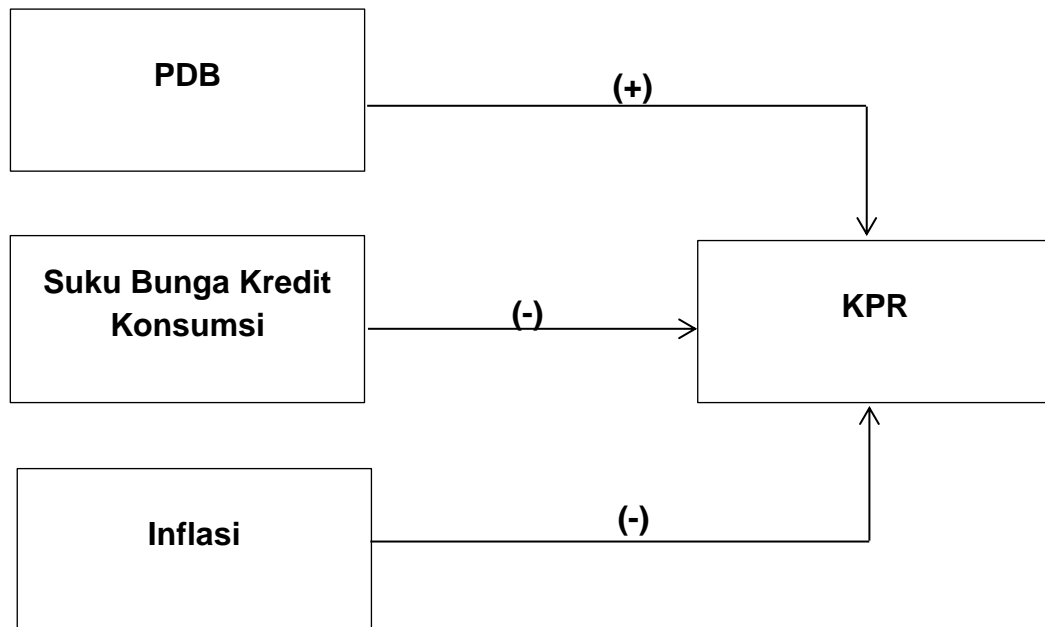 PDB
(+)
Suku Bunga Kredit
Konsumsi
(-)
KPR
Inflasi
(-)